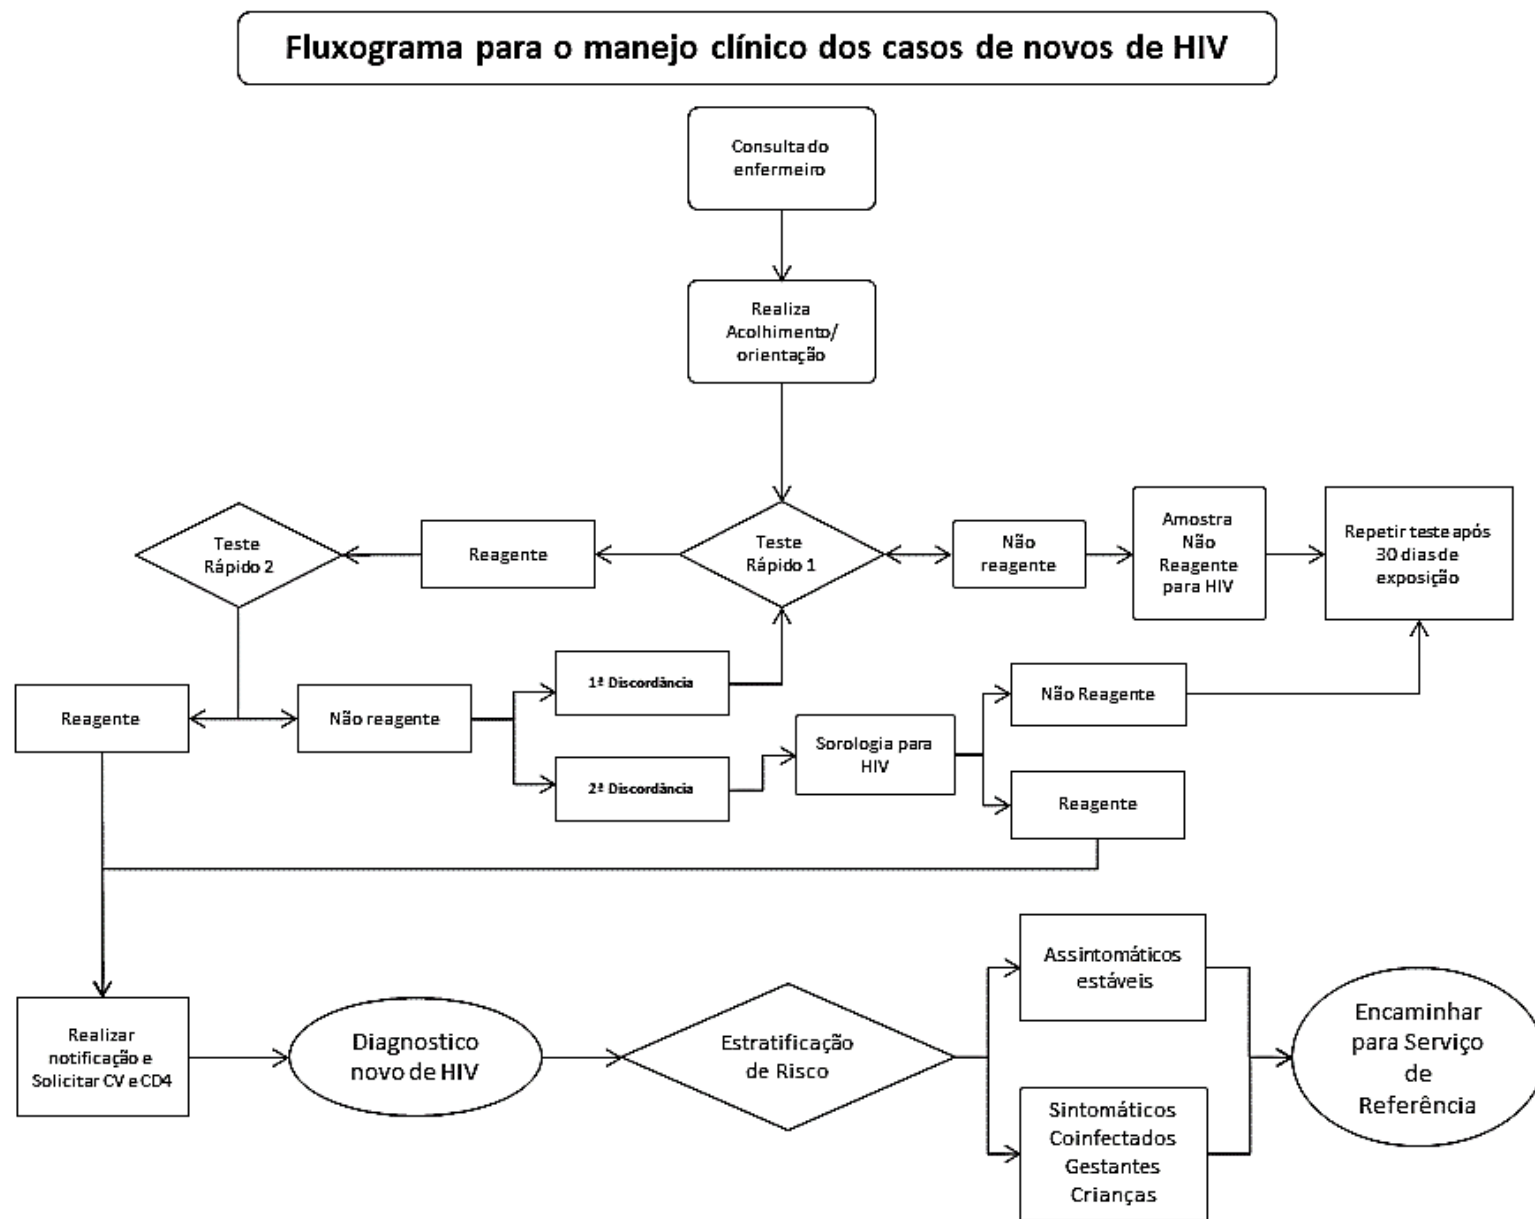 Fluxograma para o manejo clínico dos casos de novos de HIV
Consulta do
enfermeiro
Realiza
Acolhimento/
orientação
Teste
Rápido 2
Reagente
Teste
Rápido 1
Não
reagente
Amostra
Não
Reagente
para HIV
Repetir teste após
30 dias de
exposição
Reagente
Não reagente
1ª Discordância
2ª Discordância
Sorologia para
HIV
Não Reagente
Reagente
Realizar
notificação e
Solicitar CV e CD4
Diagnostico
novo de HIV
Estratificação
de Risco
Assintomáticos
estáveis
Sintomáticos
Coinfectados
Gestantes
Crianças
Encaminhar
para Serviço
de
Referência